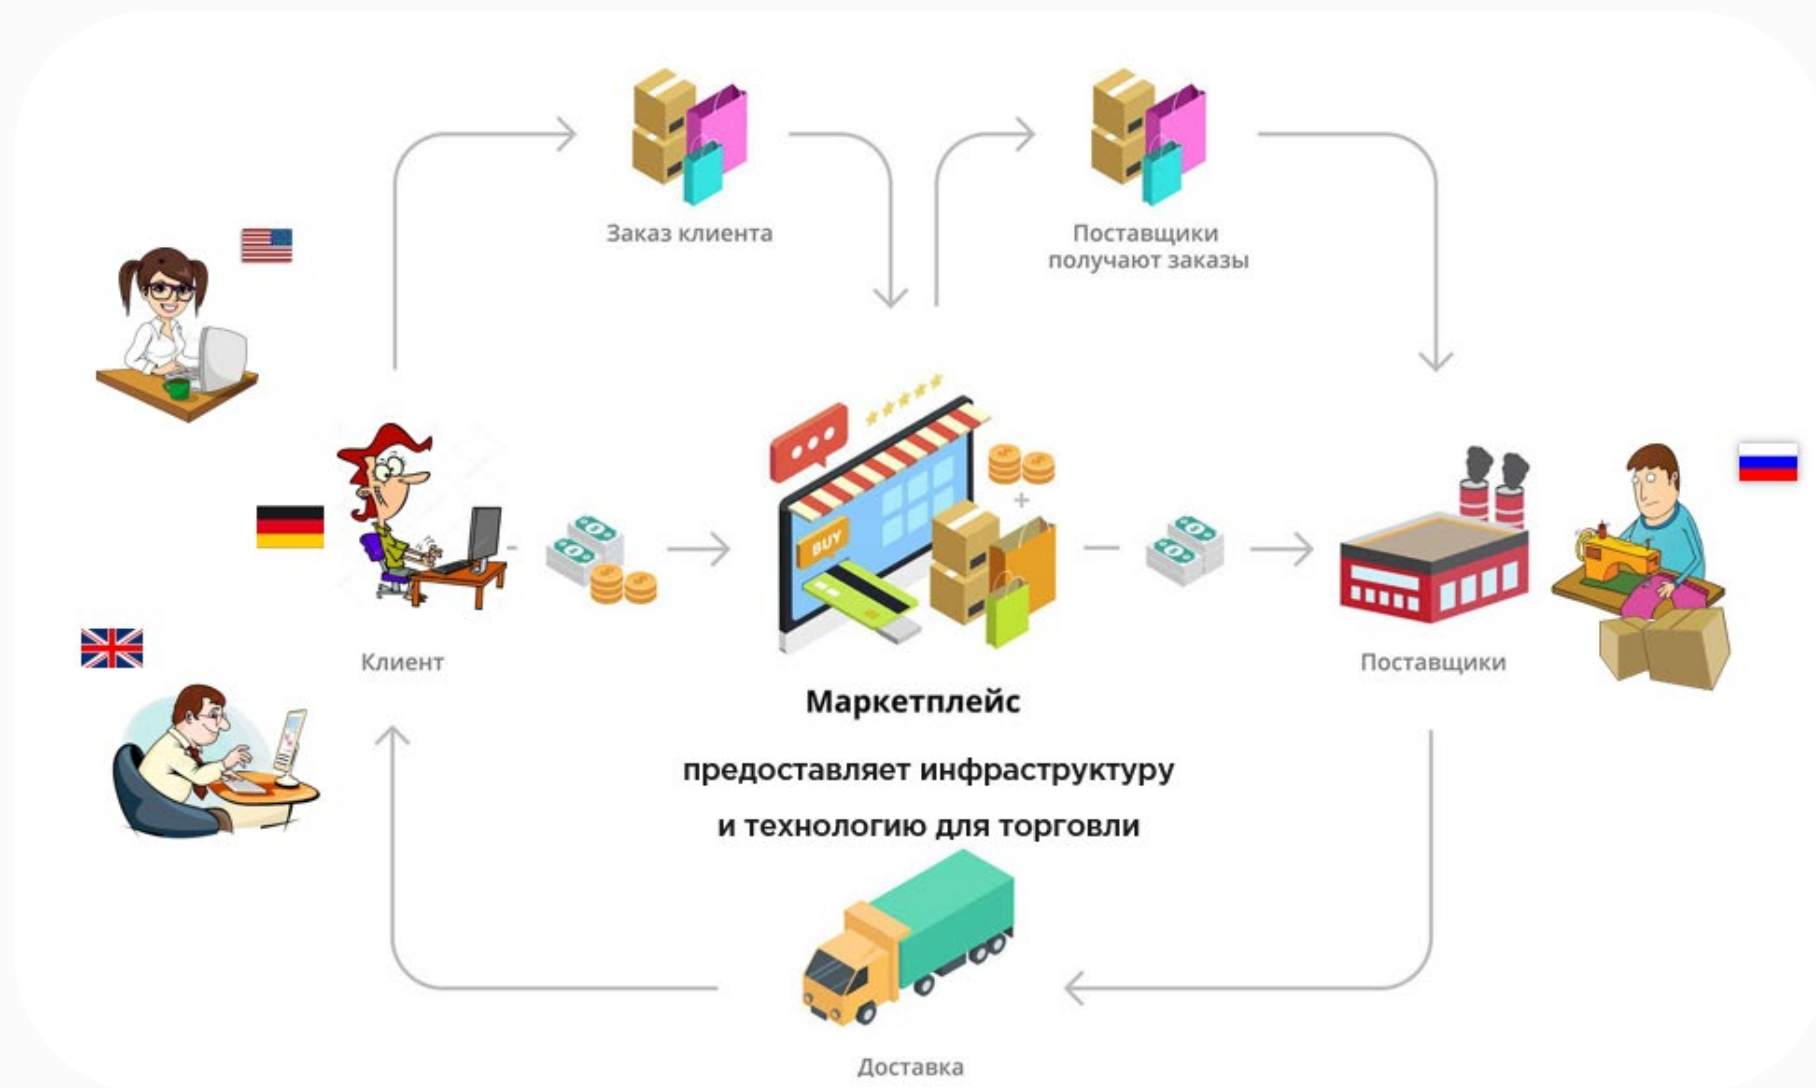 Заказ клиента
Поставщики
получают заказы
BUY
Клиент
Поставщики
Маркетплейс
предоставляет инфраструктуру
и технологию для торговли
Доставка